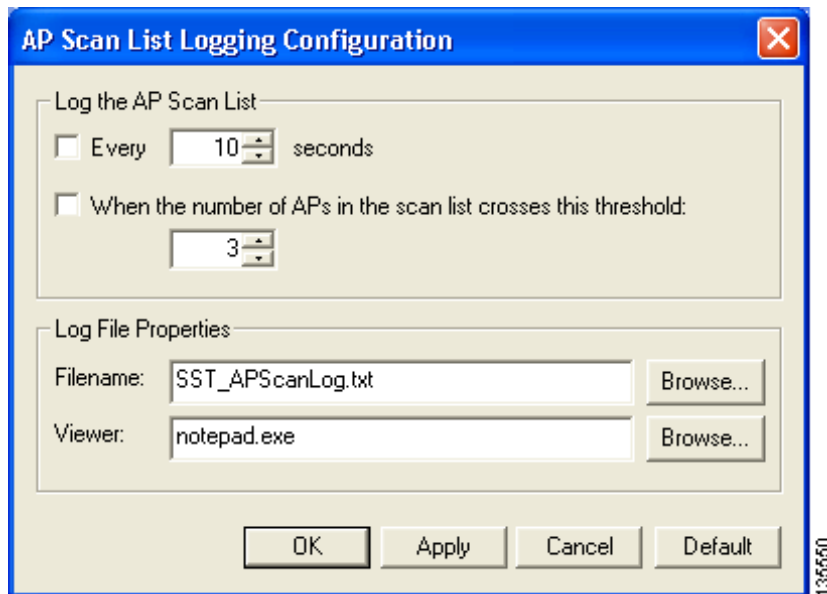 AP Scan List Logging Configuration
Log the AP Scan List
Every 10 seconds
When the number of APs in the scan list crosses this threshold:
3
Log File Properties
Filename: SST_APScanLog.txt Browse...
Viewer: notepad.exe Browse...
OK Apply Cancel Default
135550